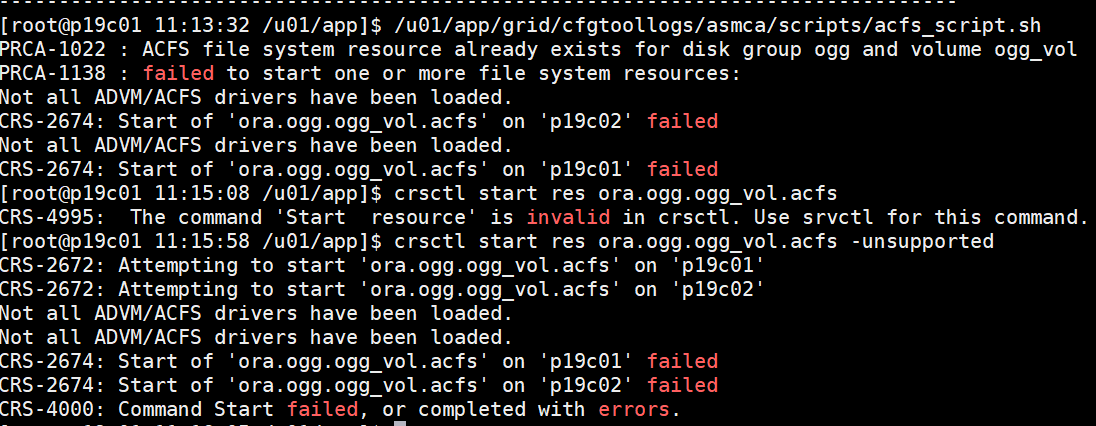 [root@p19c01 11:13:32 /u01/app]$ /u01/app/grid/cfgtoollogs/asmca/scripts/acfs_script.sh
PRCA-1022 : ACFS file system resource already exists for disk group ogg and volume ogg_vol
PRCA-1138 : failed to start one or more file system resources:
Not all ADVM/ACFS drivers have been loaded.
CRS-2674: Start of 'ora.ogg.ogg_vol.acfs' on 'p19c02' failed
Not all ADVM/ACFS drivers have been loaded.
CRS-2674: Start of 'ora.ogg.ogg_vol.acfs' on 'p19c01' failed
[root@p19c01 11:15:08 /u01/app]$ crsctl start res ora.ogg.ogg_vol.acfs
CRS-4995:  The command 'Start  resource' is invalid in crsctl. Use srvctl for this command.
[root@p19c01 11:15:58 /u01/app]$ crsctl start res ora.ogg.ogg_vol.acfs -unsupported
CRS-2672: Attempting to start 'ora.ogg.ogg_vol.acfs' on 'p19c01'
CRS-2672: Attempting to start 'ora.ogg.ogg_vol.acfs' on 'p19c02'
Not all ADVM/ACFS drivers have been loaded.
Not all ADVM/ACFS drivers have been loaded.
CRS-2674: Start of 'ora.ogg.ogg_vol.acfs' on 'p19c01' failed
CRS-2674: Start of 'ora.ogg.ogg_vol.acfs' on 'p19c02' failed
CRS-4000: Command Start failed, or completed with errors.